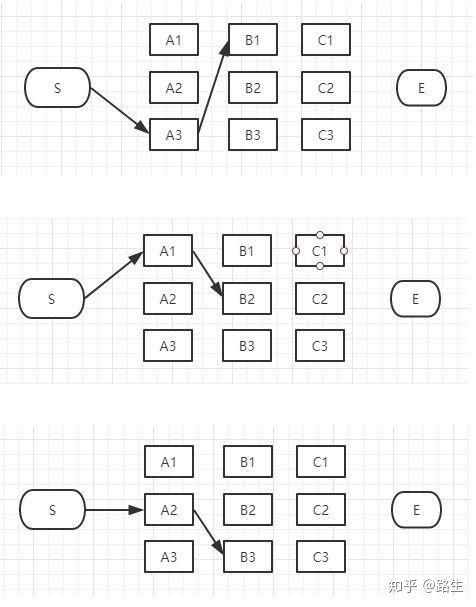 A1 B1 C1
S A2 B2 C2 E
A3 B3 C3
A1 B1 C1
S A2 B2 C2 E
A3 B3 C3
A1 B1 C1
S A2 B2 C2 E
A3 B3 C3
知乎 @路生